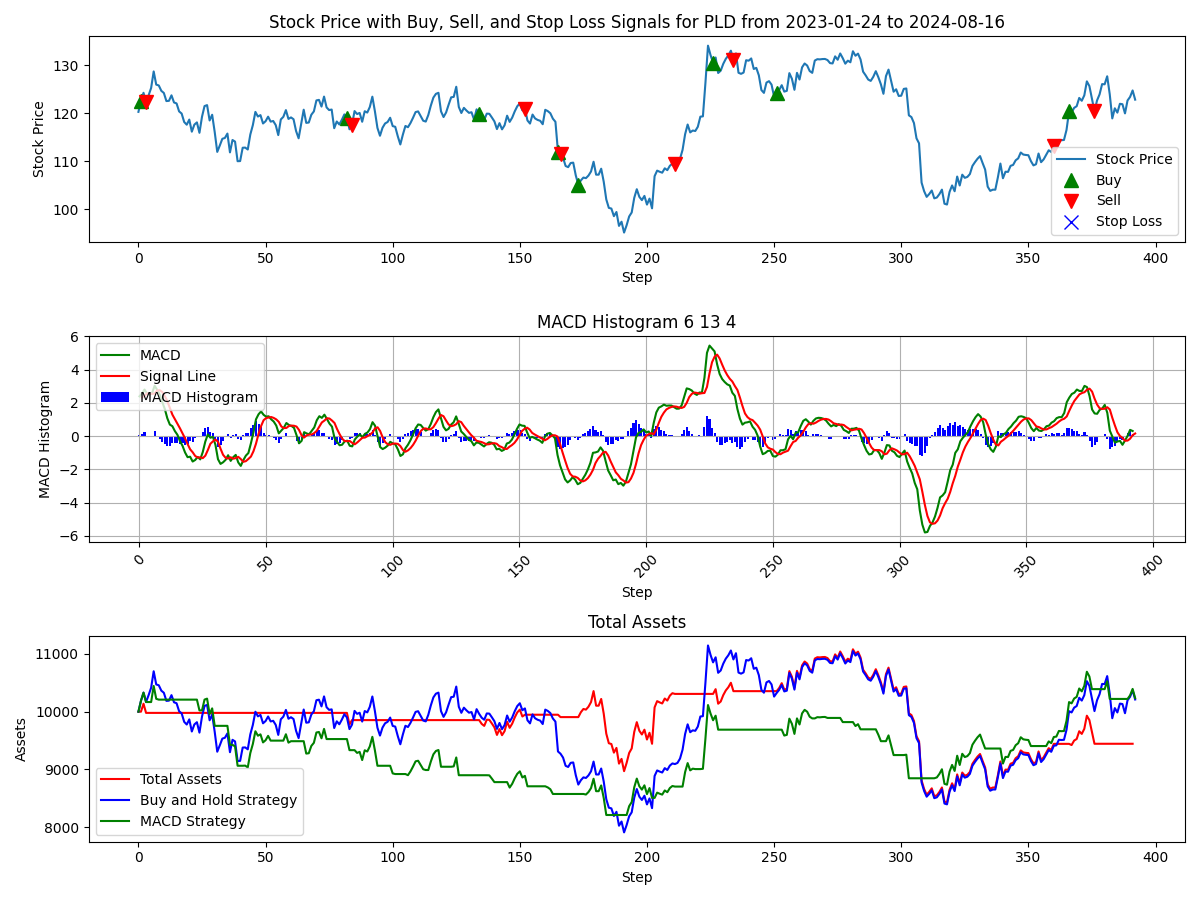 Stock Price with Buy, Sell, and Stop Loss Signals for PLD from 2023-01-24 to 2024-08-16
130
120
110
100
Stock Price
Stock Price
Buy
Sell
Stop Loss
0 50 100 150 200 250 300 350 400
Step
MACD Histogram 6 13 4
6
4
2
0
−2
−4
−6
MACD Histogram
MACD
Signal Line
MACD Histogram
0 50 100 150 200 250 300 350 400
Step
Total Assets
11000
10000
9000
8000
Assets
Total Assets
Buy and Hold Strategy
MACD Strategy
0 50 100 150 200 250 300 350 400
Step